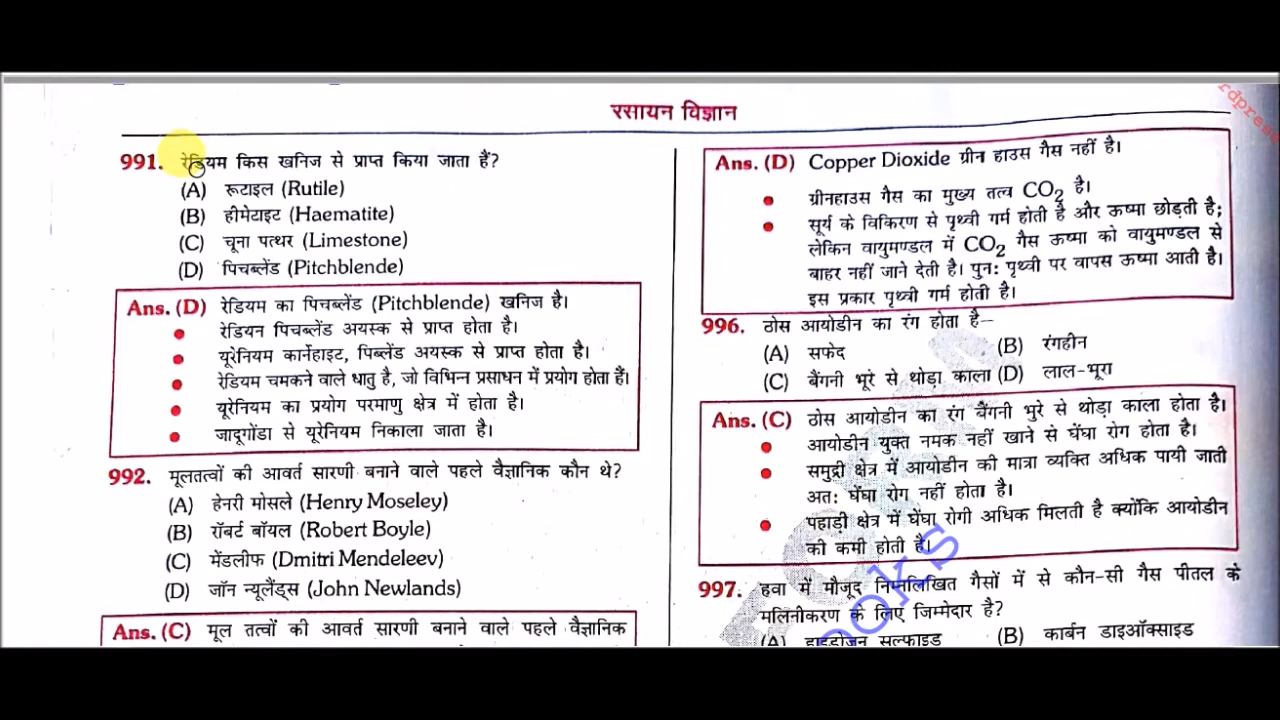 रसायन विज्ञान
991. रेडियम किस खनिज से प्राप्त किया जाता हैं?
(A) रूटाइल (Rutile)
(B) हीमेटाइट (Haematite)
(C) चूना पत्थर (Limestone)
(D) पिचब्लेंड (Pitchblende)
Ans. (D) रेडियम का पिचब्लेंड (Pitchblende) खनिज है।
• रेडियन पिचब्लेंड अयस्क से प्राप्त होता है।
• यूरेनियम कार्नेहाइट, पिब्लेंड अयस्क से प्राप्त होता है।
• रेडियम चमकने वाले धातु है, जो विभिन्न प्रसाधन में प्रयोग होता हैं।
• यूरेनियम का प्रयोग परमाणु क्षेत्र में होता है।
• जादूगोंडा से यूरेनियम निकाला जाता है।
992. मूलतत्वों की आवर्त सारणी बनाने वाले पहले वैज्ञानिक कौन थे?
(A) हेनरी मोसले (Henry Moseley)
(B) रॉबर्ट बॉयल (Robert Boyle)
(C) मेंडलीफ (Dmitri Mendeleev)
(D) जॉन न्यूलैंड्स (John Newlands)
Ans. (C) मूल तत्वों की आवर्त सारणी बनाने वाले पहले वैज्ञानिक
Ans. (D) Copper Dioxide ग्रीन हाउस गैस नहीं है।
• ग्रीनहाउस गैस का मुख्य तत्व CO2 है।
• सूर्य के विकिरण से पृथ्वी गर्म होती है और ऊष्मा छोड़ती है;
लेकिन वायुमण्डल में CO2 गैस ऊष्मा को वायुमण्डल से
बाहर नहीं जाने देती है। पुन: पृथ्वी पर वापस ऊष्मा आती है।
इस प्रकार पृथ्वी गर्म होती है।
996. ठोस आयोडीन का रंग होता है–
(A) सफेद (B) रंगहीन
(C) बैंगनी भूरे से थोड़ा काला (D) लाल-भूरा
Ans. (C) ठोस आयोडीन का रंग बैंगनी भुरे से थोड़ा काला होता है।
• आयोडीन युक्त नमक नहीं खाने से घेंघा रोग होता है।
• समुद्री क्षेत्र में आयोडीन की मात्रा व्यक्ति अधिक पायी जाती
अत: घेंघा रोग नहीं होता है।
• पहाड़ी क्षेत्र में घेंघा रोगी अधिक मिलती है क्योंकि आयोडीन
की कमी होती है।
997. हवा में मौजूद निम्नलिखित गैसों में से कौन-सी गैस पीतल के
मलिनीकरण के लिए जिम्मेदार है?
(A) हाइड्रोजन सल्फाइड (B) कार्बन डाइऑक्साइड
rdpress
ooks